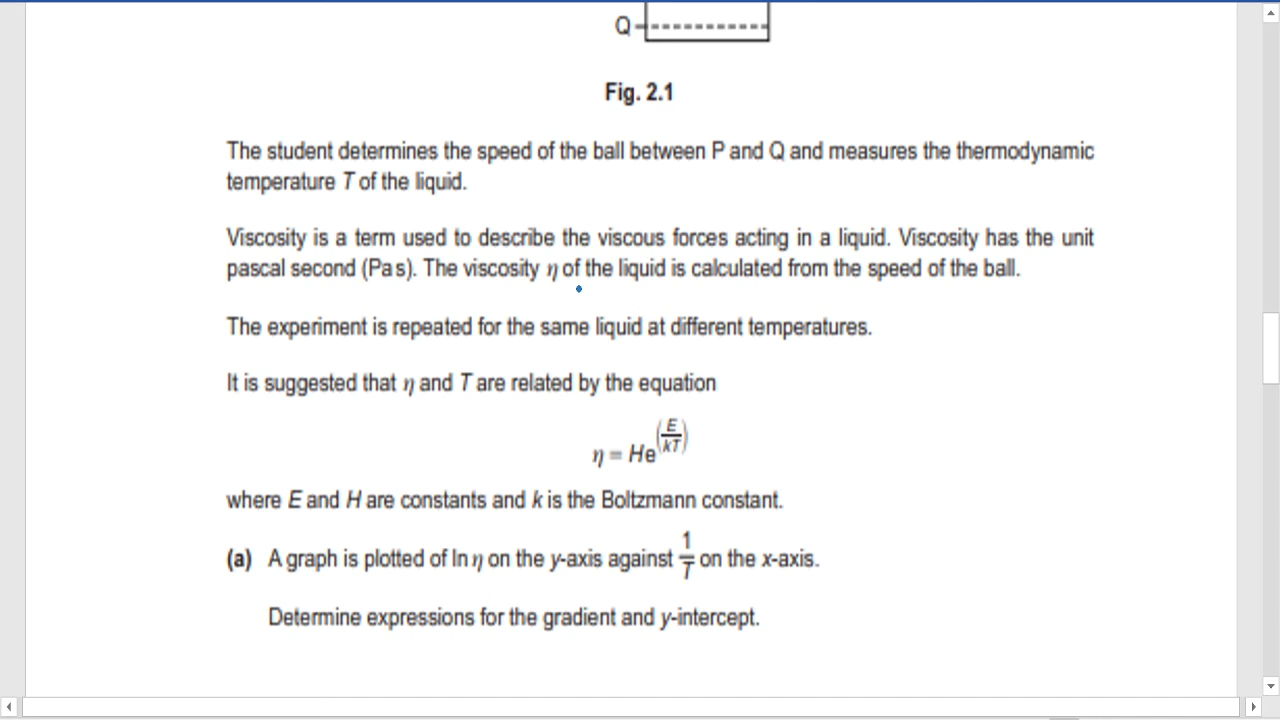 Q
Fig. 2.1
The student determines the speed of the ball between P and Q and measures the thermodynamic
temperature T of the liquid.
Viscosity is a term used to describe the viscous forces acting in a liquid. Viscosity has the unit
pascal second (Pa s). The viscosity η of the liquid is calculated from the speed of the ball.
The experiment is repeated for the same liquid at different temperatures.
It is suggested that η and T are related by the equation
η = He^(E/kT)
where E and H are constants and k is the Boltzmann constant.
(a) A graph is plotted of ln η on the y-axis against 1/T on the x-axis.
Determine expressions for the gradient and y-intercept.